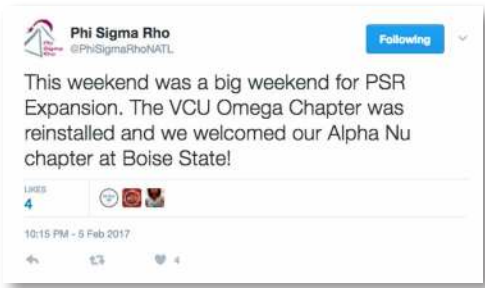 Phi Sigma Rho
@PhiSigmaRhoNATL
Following
This weekend was a big weekend for PSR
Expansion. The VCU Omega Chapter was
reinstalled and we welcomed our Alpha Nu
chapter at Boise State!
LIKES
4
10:15 PM - 5 Feb 2017
4